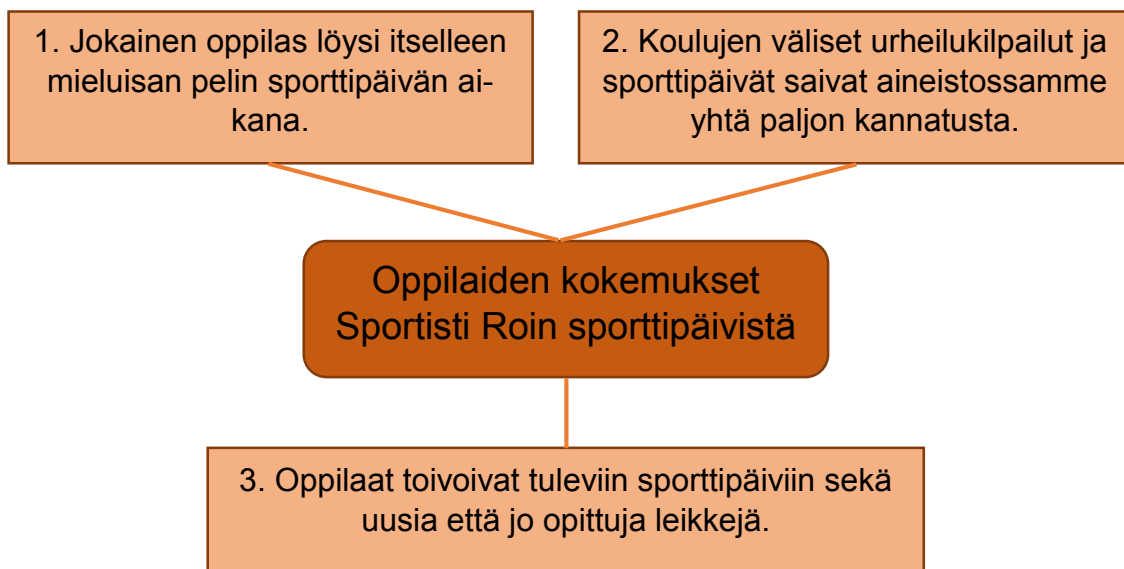 1. Jokainen oppilas löysi itselleen
mieluisan pelin sporttipäivän ai-
kana.
2. Koulujen väliset urheilukilpailut ja
sporttipäivät saivat aineistossamme
yhtä paljon kannatusta.
Oppilaiden kokemukset
Sportisti Roin sporttipäivistä
3. Oppilaat toivoivat tuleviin sporttipäiviin sekä
uusia että jo opittuja leikkejä.